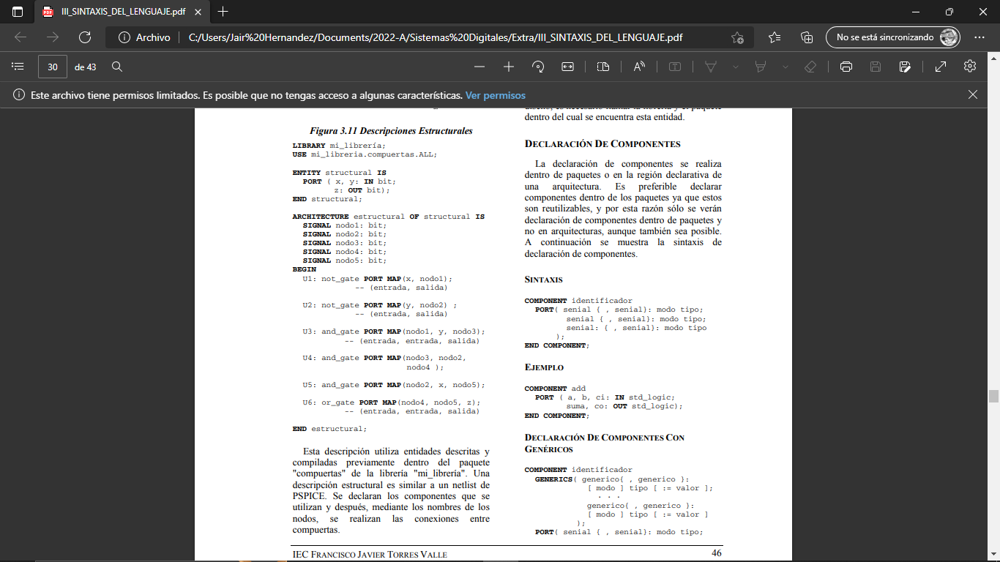 III_SINTAXIS_DEL_LENGUAJE.pdf
Archivo
C:/Users/Jair%20Hernandez/Documents/2022-A/Sistemas%20Digitales/Extra/III_SINTAXIS_DEL_LENGUAJE.pdf
No se está sincronizando
30
de 43
Este archivo tiene permisos limitados. Es posible que no tengas acceso a algunas características. Ver permisos
Figura 3.11 Descripciones Estructurales
LIBRARY mi_librería;
USE mi_libreria.compuertas.ALL;
ENTITY structural IS
PORT ( x, y: IN bit;
z: OUT bit);
END structural;
ARCHITECTURE estructural OF structural IS
SIGNAL nodo1: bit;
SIGNAL nodo2: bit;
SIGNAL nodo3: bit;
SIGNAL nodo4: bit;
SIGNAL nodo5: bit;
BEGIN
U1: not_gate PORT MAP(x, nodo1);
-- (entrada, salida)
U2: not_gate PORT MAP(y, nodo2) ;
-- (entrada, salida)
U3: and_gate PORT MAP(nodo1, y, nodo3);
-- (entrada, entrada, salida)
U4: and_gate PORT MAP(nodo3, nodo2,
nodo4 );
U5: and_gate PORT MAP(nodo2, x, nodo5);
U6: or_gate PORT MAP(nodo4, nodo5, z);
-- (entrada, entrada, salida)
END estructural;
Esta descripción utiliza entidades descritas y
compiladas previamente dentro del paquete
"compuertas" de la librería "mi_librería". Una
descripción estructural es similar a un netlist de
PSPICE. Se declaran los componentes que se
utilizan y después, mediante los nombres de los
nodos, se realizan las conexiones entre
compuertas.
dentro del cual se encuentra esta entidad.
DECLARACIÓN DE COMPONENTES
La declaración de componentes se realiza
dentro de paquetes o en la región declarativa de
una arquitectura. Es preferible declarar
componentes dentro de los paquetes ya que estos
son reutilizables, y por esta razón sólo se verán
declaración de componentes dentro de paquetes y
no en arquitecturas, aunque también sea posible.
A continuación se muestra la sintaxis de
declaración de componentes.
SINTAXIS
COMPONENT identificador
PORT( senial { , senial}: modo tipo;
senial { , senial}: modo tipo;
senial: { , senial}: modo tipo
);
END COMPONENT;
EJEMPLO
COMPONENT add
PORT ( a, b, ci: IN std_logic;
suma, co: OUT std_logic);
END COMPONENT;
DECLARACIÓN DE COMPONENTES CON
GENÉRICOS
COMPONENT identificador
GENERICS( generico{ , generico }:
[ modo ] tipo [ := valor ];
. . .
generico{ , generico }:
[ modo ] tipo [ := valor ]
);
PORT( senial { , senial}: modo tipo;
IEC FRANCISCO JAVIER TORRES VALLE
46